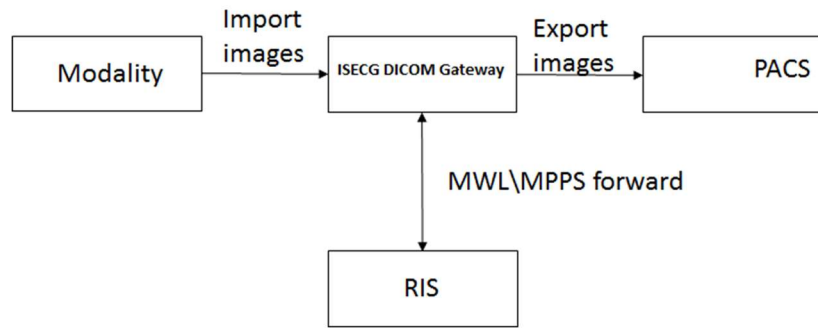 Import
images
Export
images
Modality
ISECG DICOM Gateway
PACS
MWL\MPPS forward
RIS